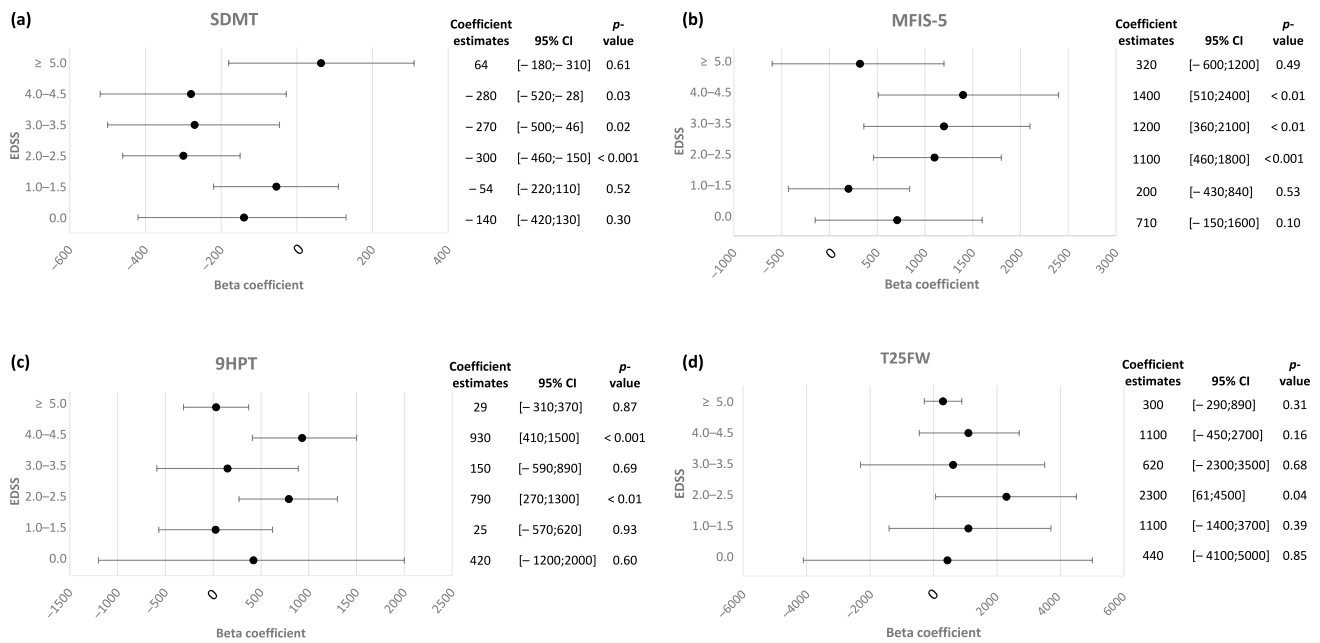 (a)
SDMT
Coefficient estimates 95% CI p-value
≥ 5.0 64 [− 180;− 310] 0.61
4.0–4.5 − 280 [− 520;− 28] 0.03
3.0–3.5 − 270 [− 500;− 46] 0.02
2.0–2.5 − 300 [− 460;− 150] < 0.001
1.0–1.5 − 54 [− 220;110] 0.52
0.0 − 140 [− 420;130] 0.30
EDSS
−600 −400 −200 0 200 400
Beta coefficient
(b)
MFIS-5
Coefficient estimates 95% CI p-value
≥ 5.0 320 [− 600;1200] 0.49
4.0–4.5 1400 [510;2400] < 0.01
3.0–3.5 1200 [360;2100] < 0.01
2.0–2.5 1100 [460;1800] <0.001
1.0–1.5 200 [− 430;840] 0.53
0.0 710 [− 150;1600] 0.10
EDSS
−1000 −500 0 500 1000 1500 2000 2500 3000
Beta coefficient
(c)
9HPT
Coefficient estimates 95% CI p-value
≥ 5.0 29 [− 310;370] 0.87
4.0–4.5 930 [410;1500] < 0.001
3.0–3.5 150 [− 590;890] 0.69
2.0–2.5 790 [270;1300] < 0.01
1.0–1.5 25 [− 570;620] 0.93
0.0 420 [− 1200;2000] 0.60
EDSS
−1500 −1000 −500 0 500 1000 1500 2000 2500
Beta coefficient
(d)
T25FW
Coefficient estimates 95% CI p-value
≥ 5.0 300 [− 290;890] 0.31
4.0–4.5 1100 [− 450;2700] 0.16
3.0–3.5 620 [− 2300;3500] 0.68
2.0–2.5 2300 [61;4500] 0.04
1.0–1.5 1100 [− 1400;3700] 0.39
0.0 440 [− 4100;5000] 0.85
EDSS
−6000 −4000 −2000 0 2000 4000 6000
Beta coefficient